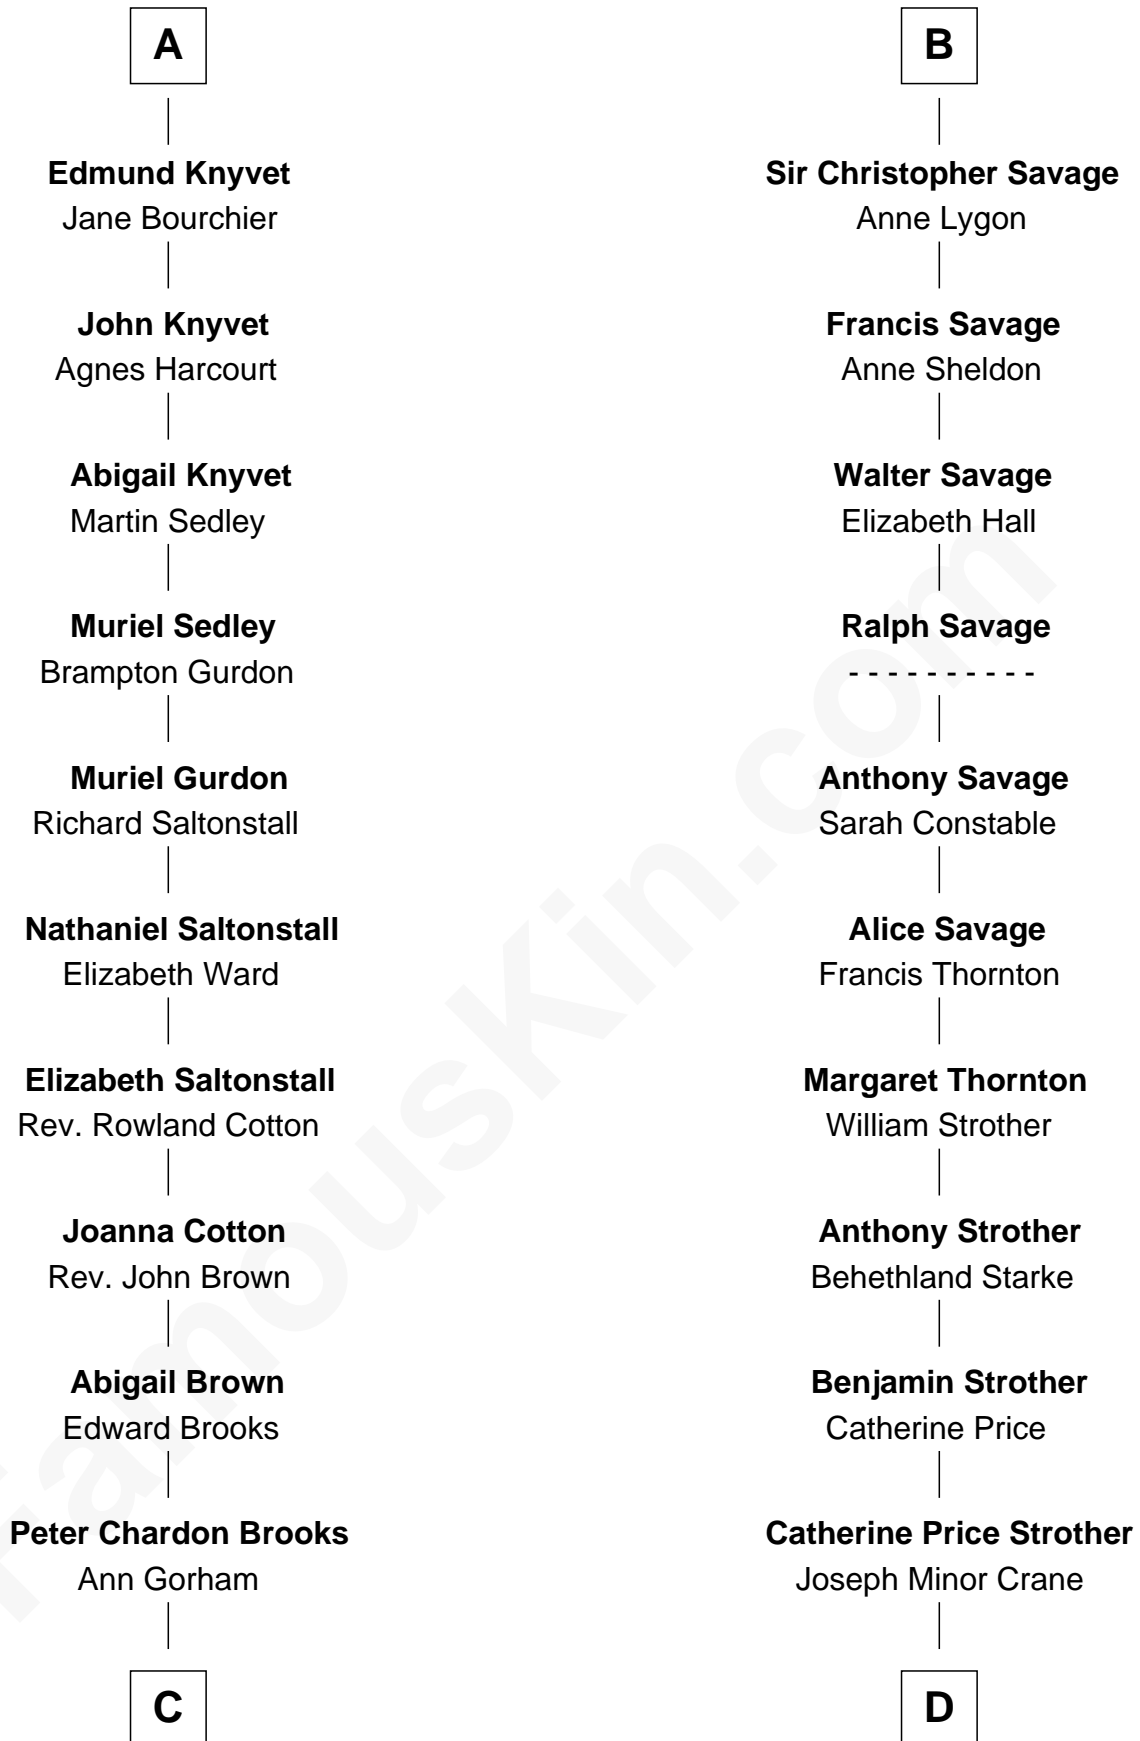 A
Edmund Knyvet
Jane Bourchier
John Knyvet
Agnes Harcourt
Abigail Knyvet
Martin Sedley
Muriel Sedley
Brampton Gurdon
Muriel Gurdon
Richard Saltonstall
Nathaniel Saltonstall
Elizabeth Ward
Elizabeth Saltonstall
Rev. Rowland Cotton
Joanna Cotton
Rev. John Brown
Abigail Brown
Edward Brooks
Peter Chardon Brooks
Ann Gorham
C
B
Sir Christopher Savage
Anne Lygon
Francis Savage
Anne Sheldon
Walter Savage
Elizabeth Hall
Ralph Savage
- - - - - - - - - -
Anthony Savage
Sarah Constable
Alice Savage
Francis Thornton
Margaret Thornton
William Strother
Anthony Strother
Behethland Starke
Benjamin Strother
Catherine Price
Catherine Price Strother
Joseph Minor Crane
D
FamousKin.com